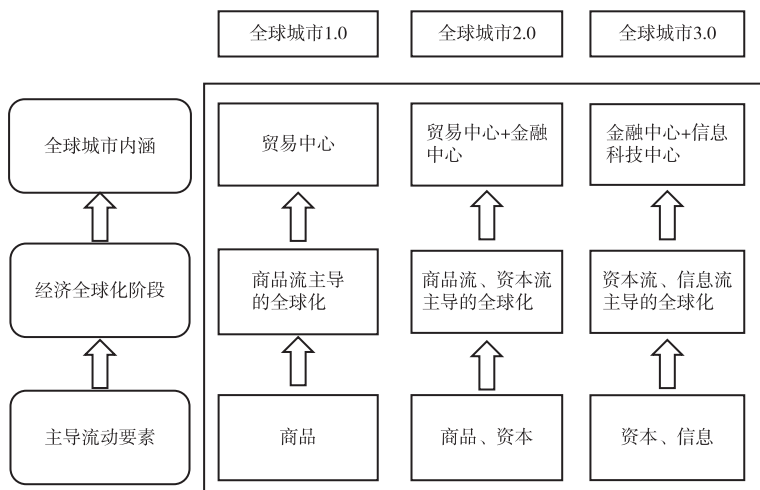 全球城市1.0
全球城市2.0
全球城市3.0
全球城市内涵
贸易中心
贸易中心+金融
中心
金融中心+信息
科技中心
经济全球化阶段
商品流主导
的全球化
商品流、资本流
主导的全球化
资本流、信息流
主导的全球化
主导流动要素
商品
商品、资本
资本、信息